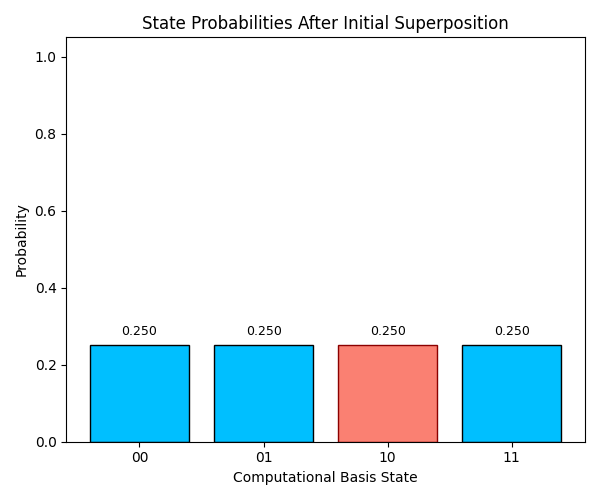 State Probabilities After Initial Superposition
1.0
0.8
0.6
0.4
0.2
0.0
Probability
0.250 0.250 0.250 0.250
00 01 10 11
Computational Basis State